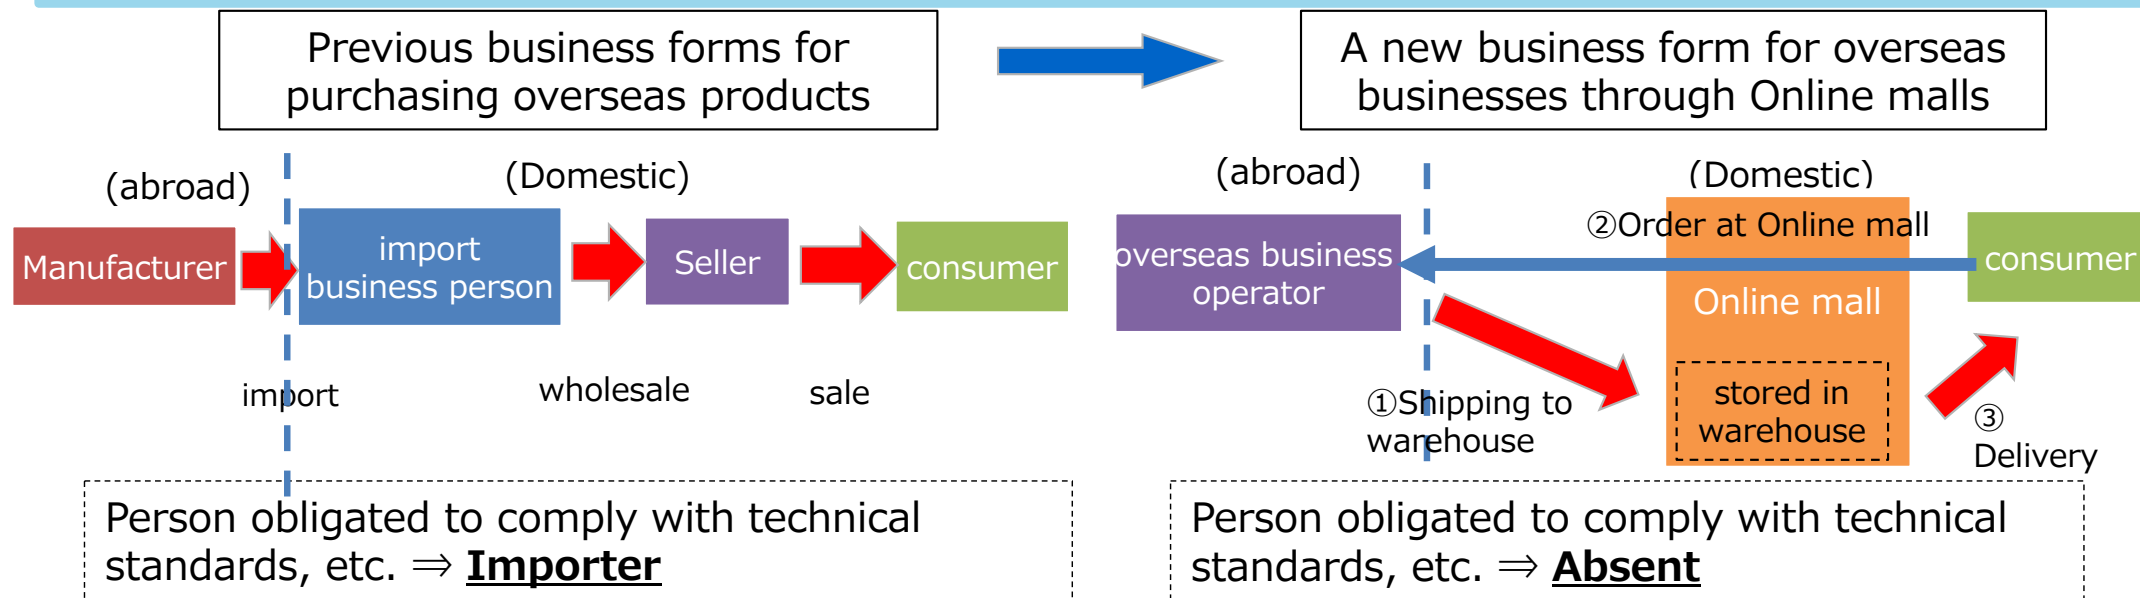 Previous business forms for
purchasing overseas products
A new business form for overseas
businesses through Online malls
(abroad)
(Domestic)
Manufacturer
import
business person
Seller
consumer
import
wholesale
sale
Person obligated to comply with technical
standards, etc. ⇒ Importer
(abroad)
(Domestic)
overseas business
operator
②Order at Online mall
Online mall
consumer
①Shipping to
warehouse
stored in
warehouse
③
Delivery
Person obligated to comply with technical
standards, etc. ⇒ Absent